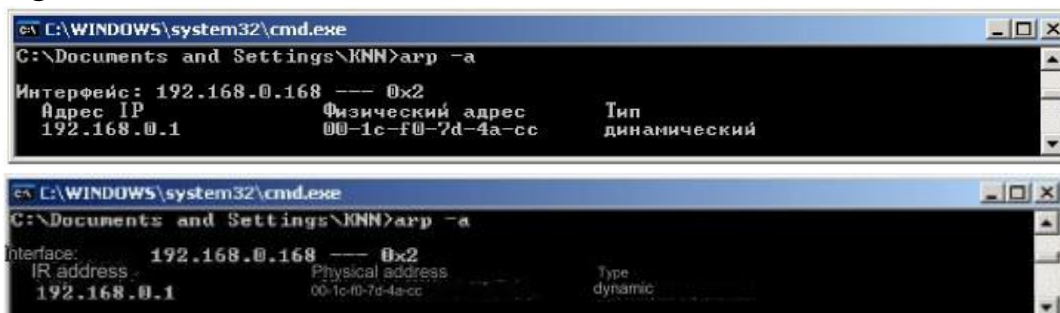 C:\WINDOWS\system32\cmd.exe
C:\Documents and Settings\KNN>arp -a
Интерфейс: 192.168.0.168 --- 0x2
Адрес IP Физический адрес Тип
192.168.0.1 00-1c-f0-7d-4a-cc динамический
C:\WINDOWS\system32\cmd.exe
C:\Documents and Settings\KNN>arp -a
Interface: 192.168.0.168 --- 0x2
IR address Physical address Type
192.168.0.1 00-1c-f0-7d-4a-cc dynamic